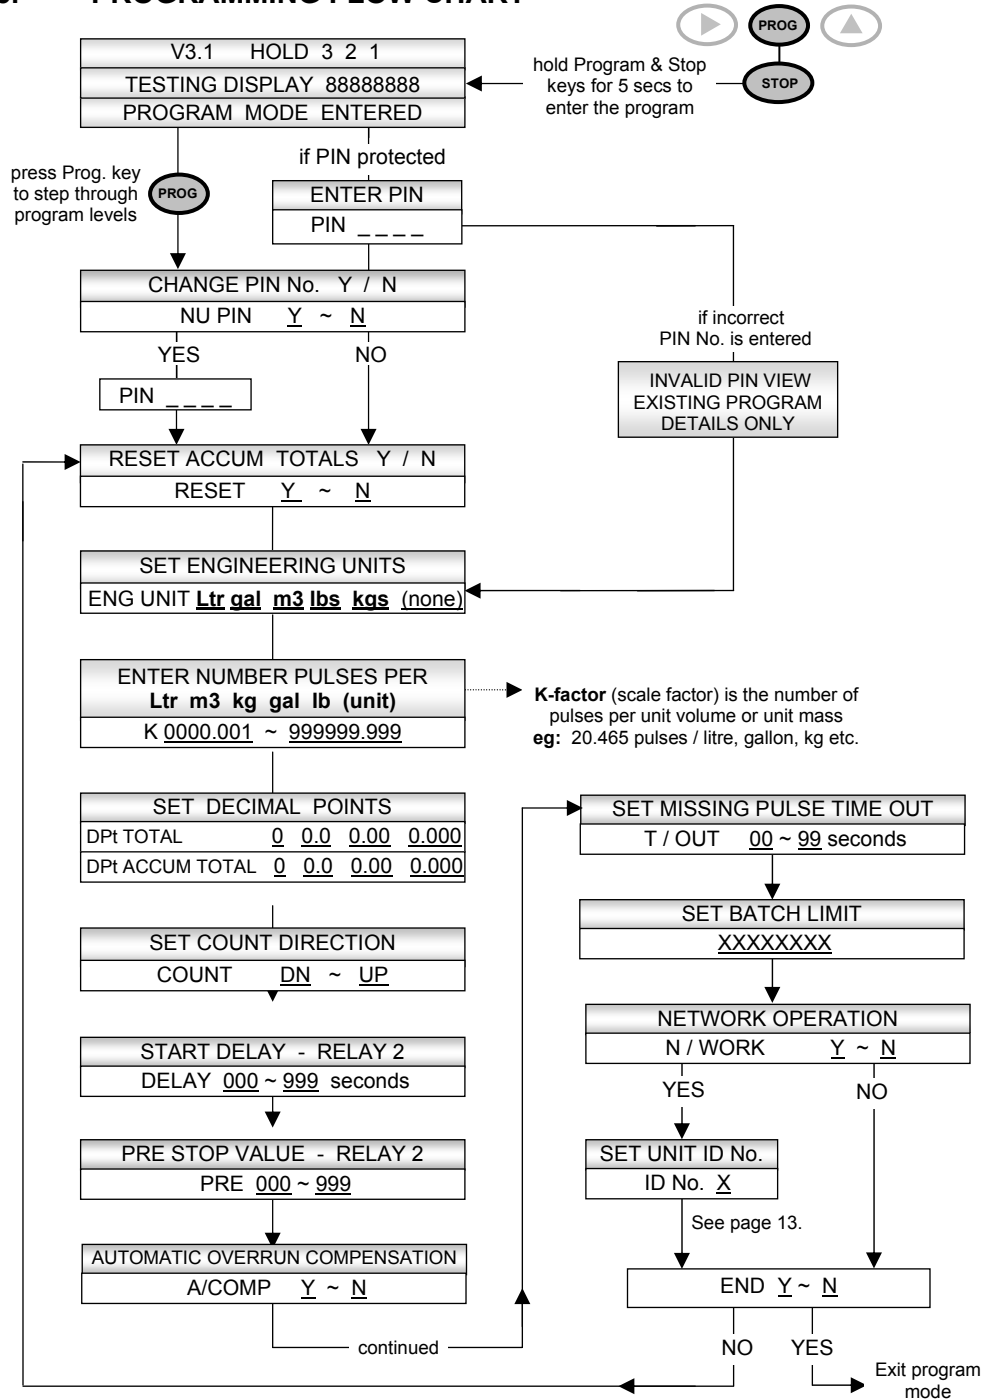 PROG
STOP
hold Program & Stop
keys for 5 secs to
enter the program
V3.1 HOLD 3 2 1
TESTING DISPLAY 88888888
PROGRAM MODE ENTERED
press Prog. key
to step through
program levels
PROG
if PIN protected
ENTER PIN
PIN _ _ _ _
CHANGE PIN No. Y / N
NU PIN Y ~ N
YES
NO
PIN _ _ _ _
if incorrect
PIN No. is entered
INVALID PIN VIEW
EXISTING PROGRAM
DETAILS ONLY
RESET ACCUM TOTALS Y / N
RESET Y ~ N
SET ENGINEERING UNITS
ENG UNIT Ltr gal m3 lbs kgs (none)
ENTER NUMBER PULSES PER
Ltr m3 kg gal lb (unit)
K 0000.001 ~ 999999.999
K-factor (scale factor) is the number of
pulses per unit volume or unit mass
eg: 20.465 pulses / litre, gallon, kg etc.
SET DECIMAL POINTS
DPt TOTAL 0 0.0 0.00 0.000
DPt ACCUM TOTAL 0 0.0 0.00 0.000
SET COUNT DIRECTION
COUNT DN ~ UP
START DELAY - RELAY 2
DELAY 000 ~ 999 seconds
PRE STOP VALUE - RELAY 2
PRE 000 ~ 999
AUTOMATIC OVERRUN COMPENSATION
A/COMP Y ~ N
continued
SET MISSING PULSE TIME OUT
T / OUT 00 ~ 99 seconds
SET BATCH LIMIT
XXXXXXXX
NETWORK OPERATION
N / WORK Y ~ N
YES
NO
SET UNIT ID No.
ID No. X
See page 13.
END Y ~ N
NO
YES
Exit program
mode